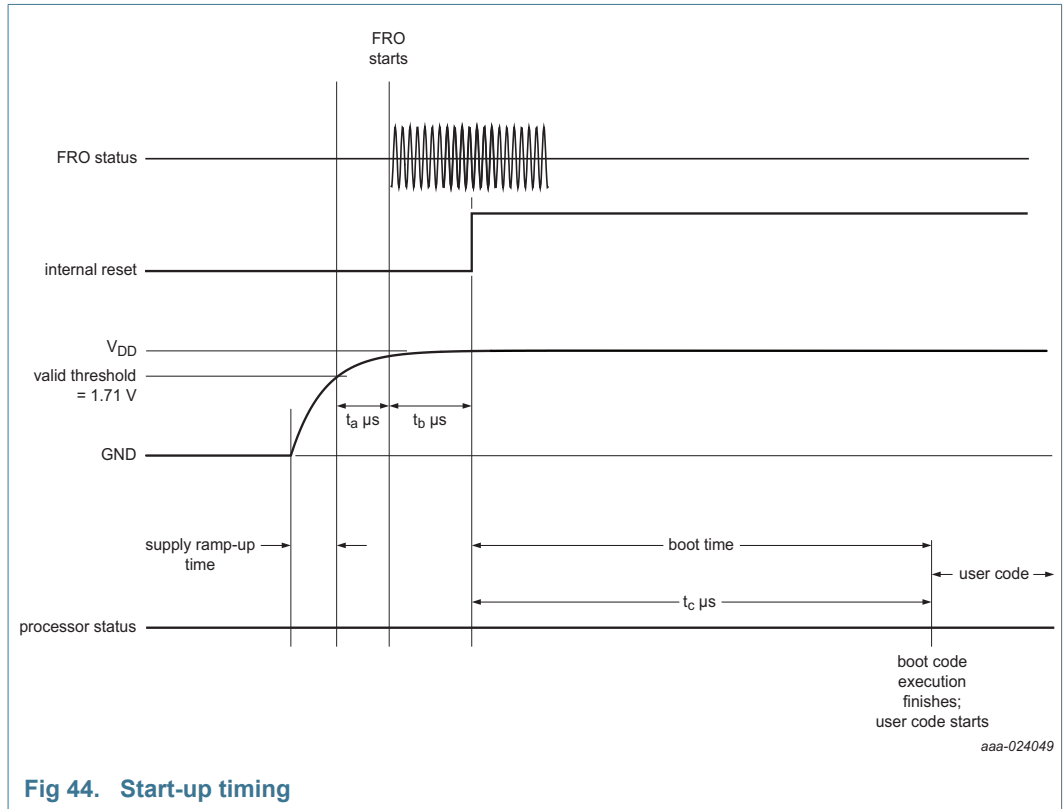 FRO
starts
FRO status
internal reset
VDD
valid threshold
= 1.71 V
ta μs
tb μs
GND
supply ramp-up
time
boot time
user code
tc μs
processor status
boot code
execution
finishes;
user code starts
aaa-024049
Fig 44. Start-up timing